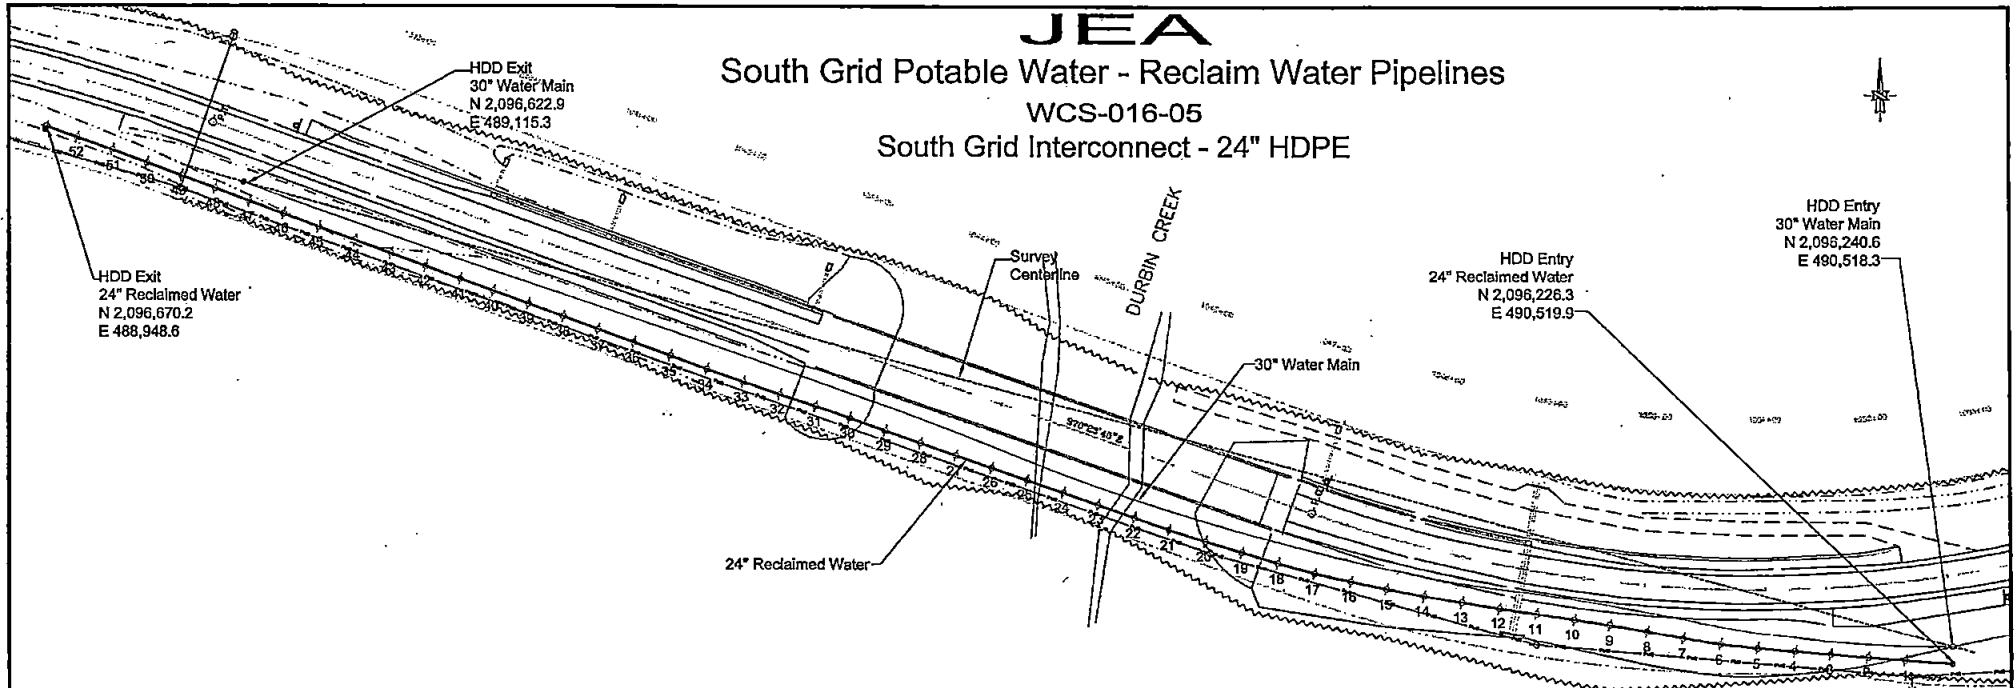 JEA
South Grid Potable Water - Reclaim Water Pipelines
WCS-016-05
South Grid Interconnect - 24" HDPE
HDD Exit
30" Water Main
N 2,096,622.9
E 489,115.3
HDD Exit
24" Reclaimed Water
N 2,096,670.2
E 488,948.6
Survey
Centerline
DURBIN CREEK
30" Water Main
24" Reclaimed Water
HDD Entry
24" Reclaimed Water
N 2,096,226.3
E 490,519.9
HDD Entry
30" Water Main
N 2,096,240.6
E 490,518.3
N
52
51
50
49
48
47
46
45
44
43
42
41
40
39
38
37
36
35
34
33
32
31
30
29
28
27
26
25
24
23
22
21
20
19
18
17
16
15
14
13
12
11
10
9
8
7
6
5
4
3
2
1